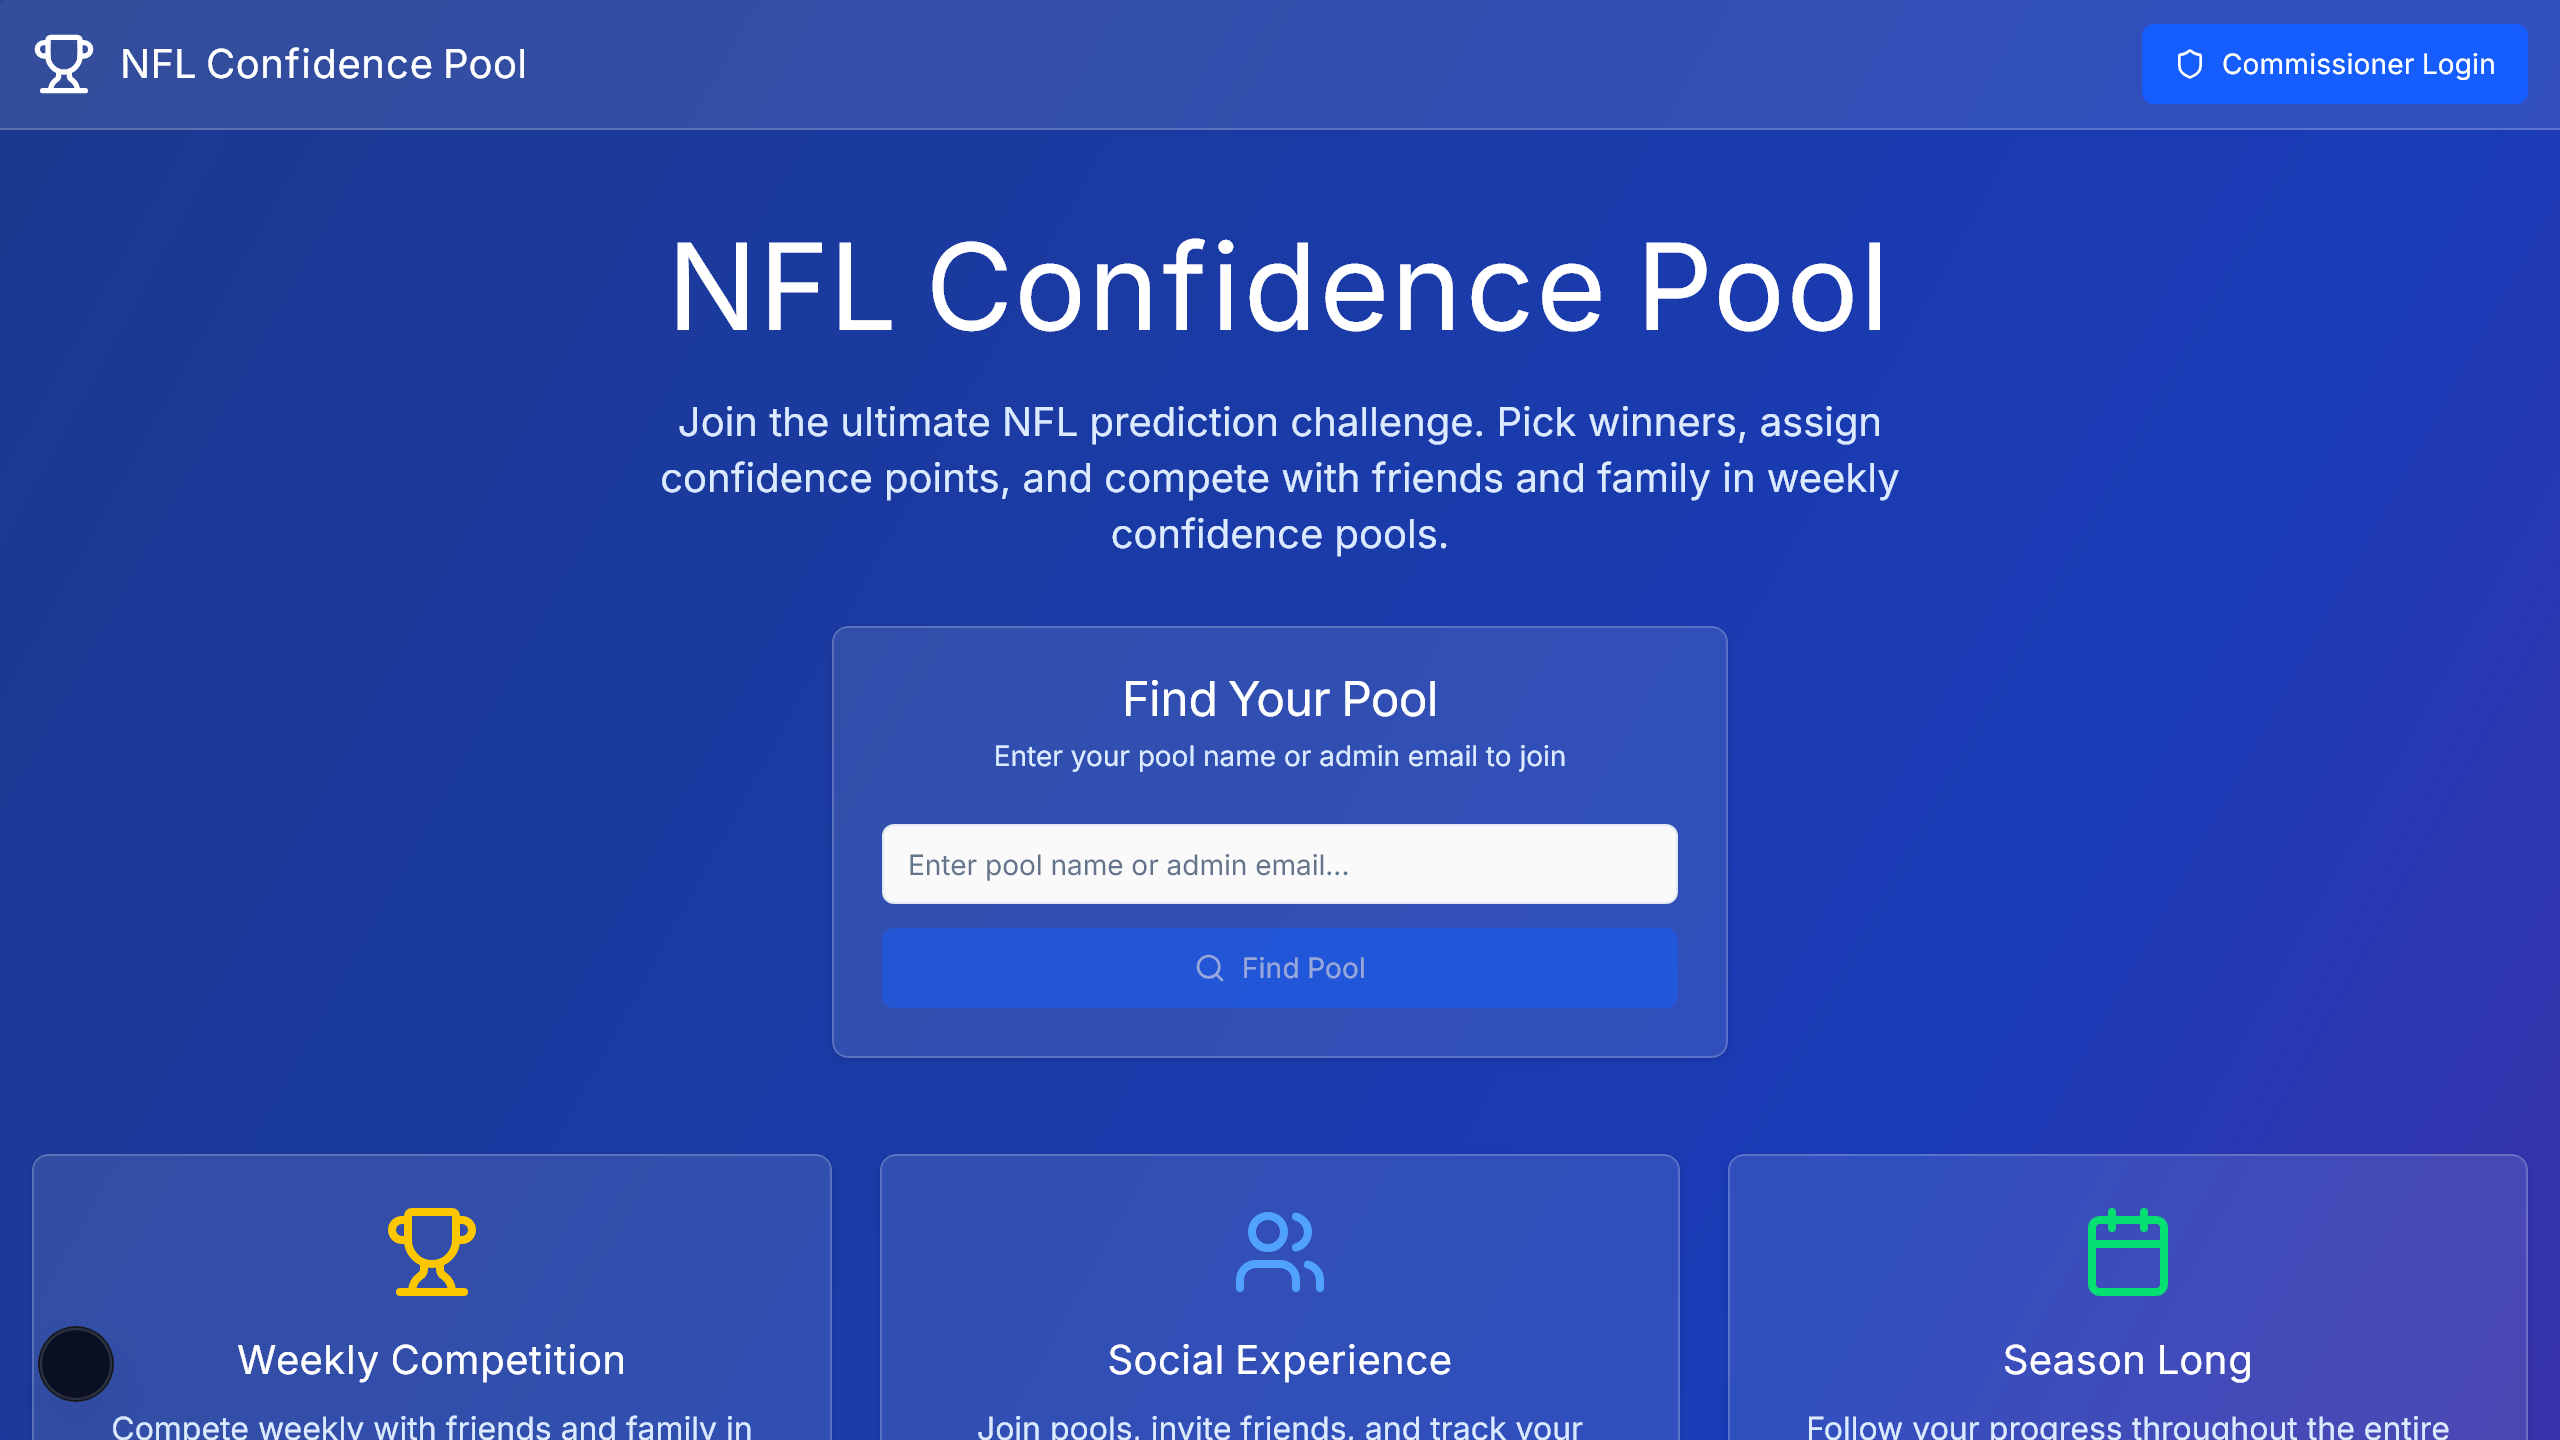 NFL Confidence Pool
Commissioner Login
NFL Confidence Pool
Join the ultimate NFL prediction challenge. Pick winners, assign
confidence points, and compete with friends and family in weekly
confidence pools.
Find Your Pool
Enter your pool name or admin email to join
Enter pool name or admin email...
Find Pool
Weekly Competition
Compete weekly with friends and family in
Social Experience
Join pools, invite friends, and track your
Season Long
Follow your progress throughout the entire